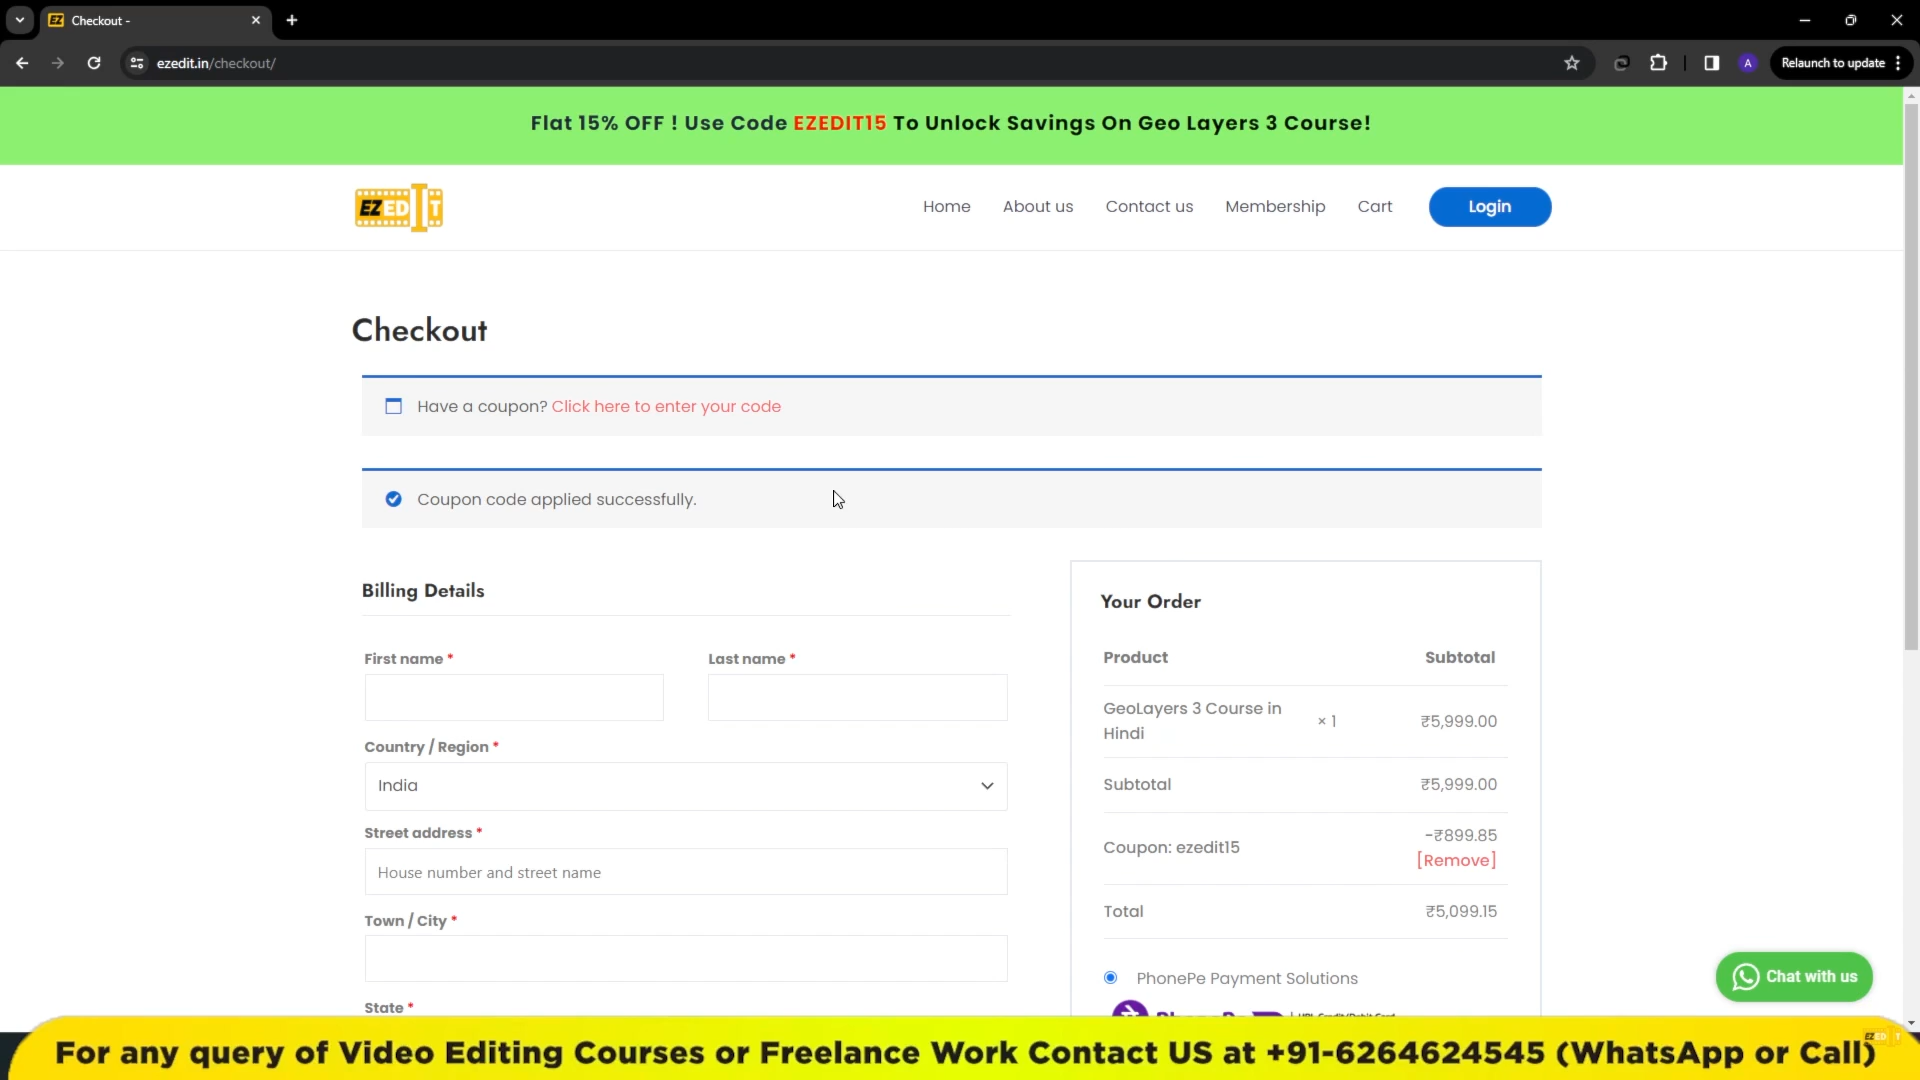 Checkout -
ezedit.in/checkout/
A
Relaunch to update
Flat 15% OFF ! Use Code EZEDIT15 To Unlock Savings On Geo Layers 3 Course!
EZEDIT
Home
About us
Contact us
Membership
Cart
Login
Checkout
Have a coupon? Click here to enter your code
Coupon code applied successfully.
Billing Details
First name *
Last name *
Country / Region *
India
Street address *
House number and street name
Town / City *
State *
Your Order
Product Subtotal
GeoLayers 3 Course in
Hindi × 1 ₹5,999.00
Subtotal ₹5,999.00
Coupon: ezedit15 -₹899.85
[Remove]
Total ₹5,099.15
PhonePe Payment Solutions
Chat with us
For any query of Video Editing Courses or Freelance Work Contact US at +91-6264624545 (WhatsApp or Call)